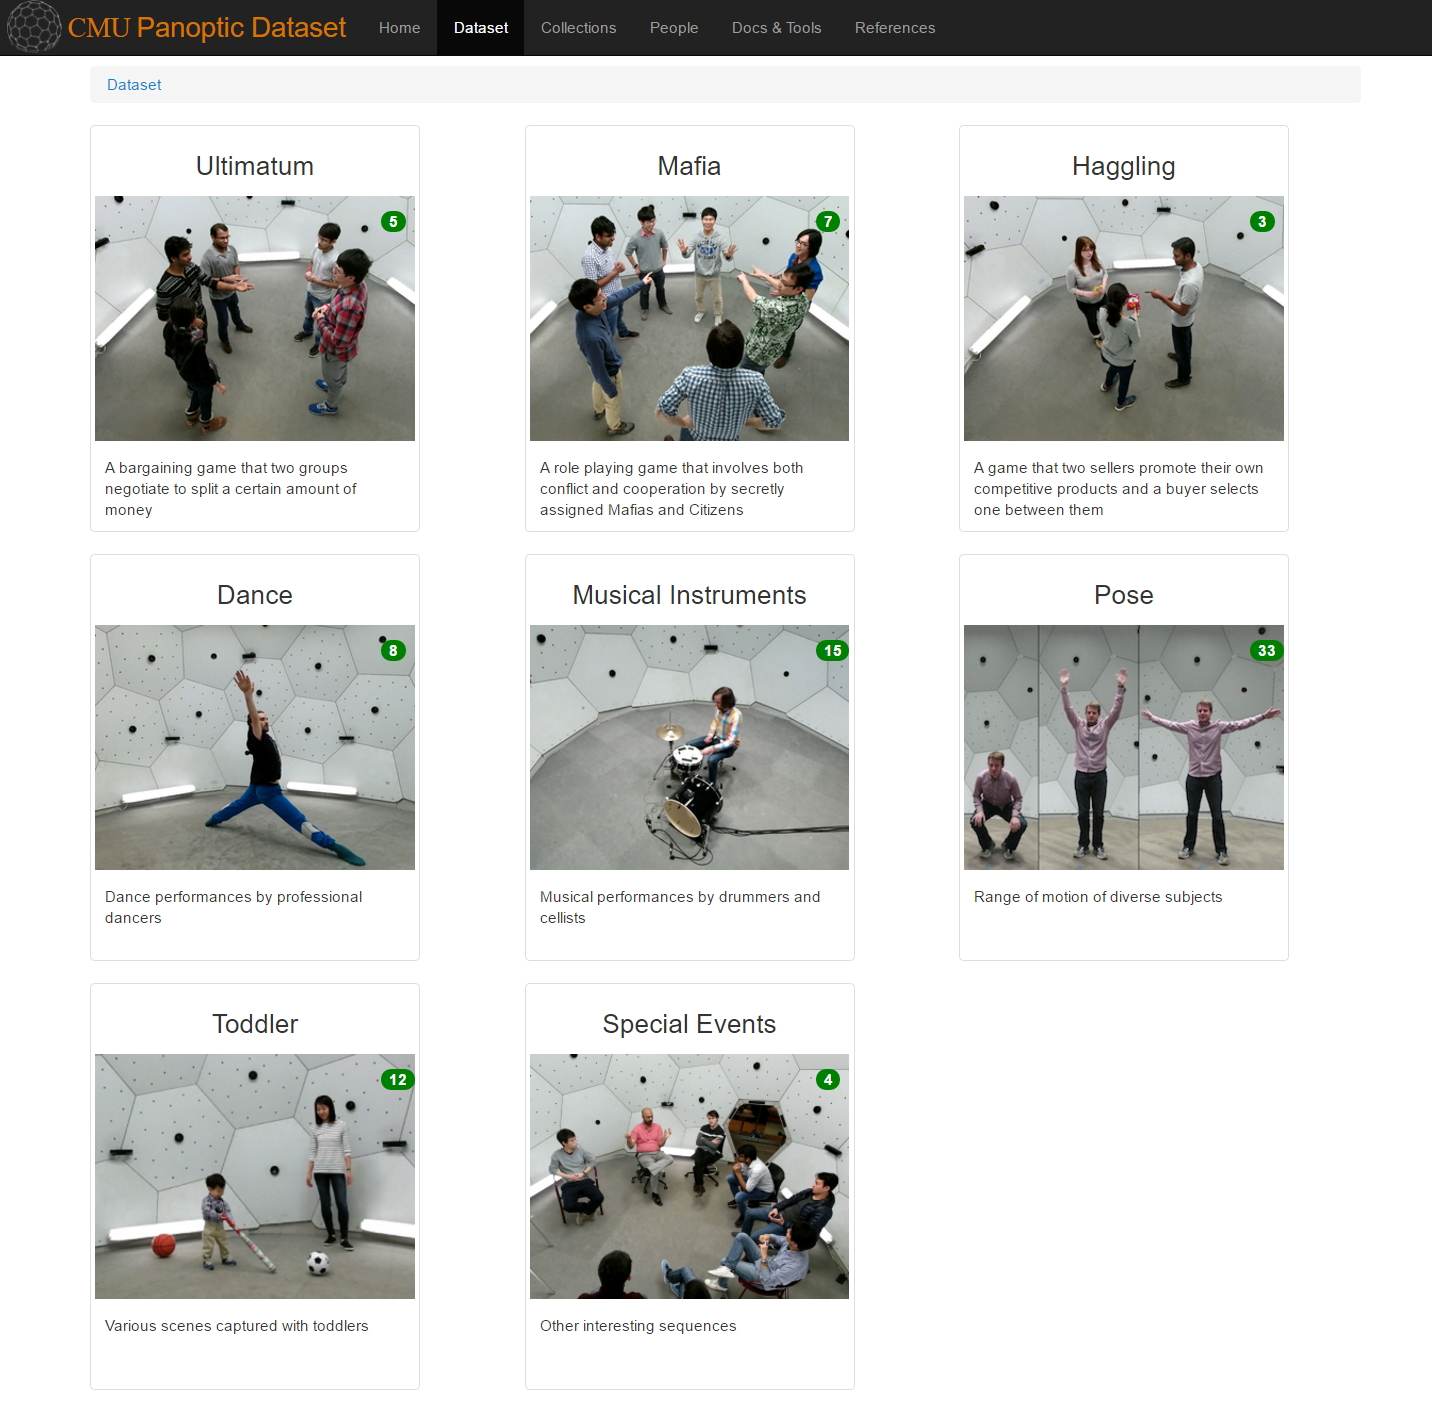 CMU Panoptic Dataset Home Dataset Collections People Docs & Tools References
Dataset
Ultimatum
5
A bargaining game that two groups
negotiate to split a certain amount of
money
Mafia
7
A role playing game that involves both
conflict and cooperation by secretly
assigned Mafias and Citizens
Haggling
3
A game that two sellers promote their own
competitive products and a buyer selects
one between them
Dance
8
Dance performances by professional
dancers
Musical Instruments
15
Musical performances by drummers and
cellists
Pose
33
Range of motion of diverse subjects
Toddler
12
Various scenes captured with toddlers
Special Events
4
Other interesting sequences